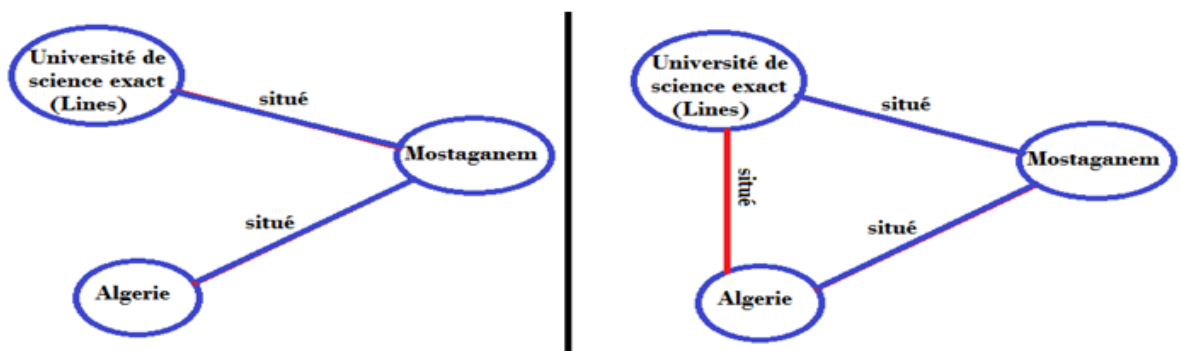 Université de
science exact
(Lines)
situé
Mostaganem
situé
Algerie
Université de
science exact
(Lines)
situé
Mostaganem
situé
situé
Algerie